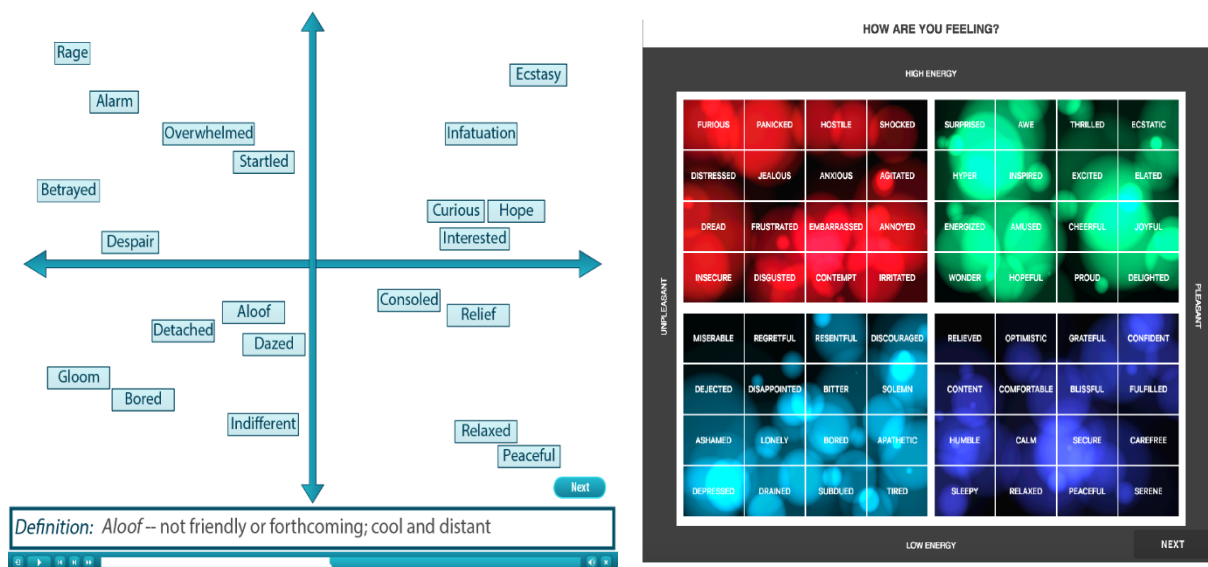 Rage
Ecstasy
Alarm
Overwhelmed
Infatuation
Startled
Betrayed
Curious
Hope
Despair
Interested
Consoled
Aloof
Relief
Detached
Dazed
Gloom
Bored
Indifferent
Relaxed
Peaceful
Next
Definition: Aloof -- not friendly or forthcoming; cool and distant
HOW ARE YOU FEELING?
HIGH ENERGY
UNPLEASANT
PLEASANT
FURIOUS PANICKED HOSTILE SHOCKED SURPRISED AWE THRILLED ECSTATIC
DISTRESSED JEALOUS ANXIOUS AGITATED HYPER INSPIRED EXCITED ELATED
DREAD FRUSTRATED EMBARRASSED ANNOYED ENERGIZED AMUSED CHEERFUL JOYFUL
INSECURE DISGUSTED CONTEMPT IRRITATED WONDER HOPEFUL PROUD DELIGHTED
MISERABLE REGRETFUL RESENTFUL DISCOURAGED RELIEVED OPTIMISTIC GRATEFUL CONFIDENT
DEJECTED DISAPPOINTED BITTER SOLEMN CONTENT COMFORTABLE BLISSFUL FULFILLED
ASHAMED LONELY BORED APATHETIC HUMBLE CALM SECURE CAREFREE
DEPRESSED DRAINED SUBDUED TIRED SLEEPY RELAXED PEACEFUL SERENE
LOW ENERGY
NEXT